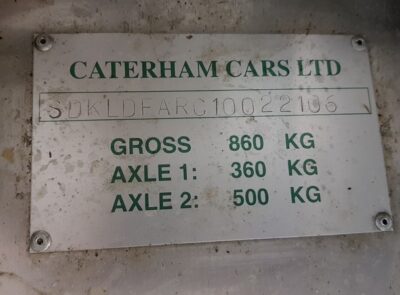 CATERHAM CARS LTD
SDKLDFARC10022106
GROSS 860 KG
AXLE 1: 360 KG
AXLE 2: 500 KG